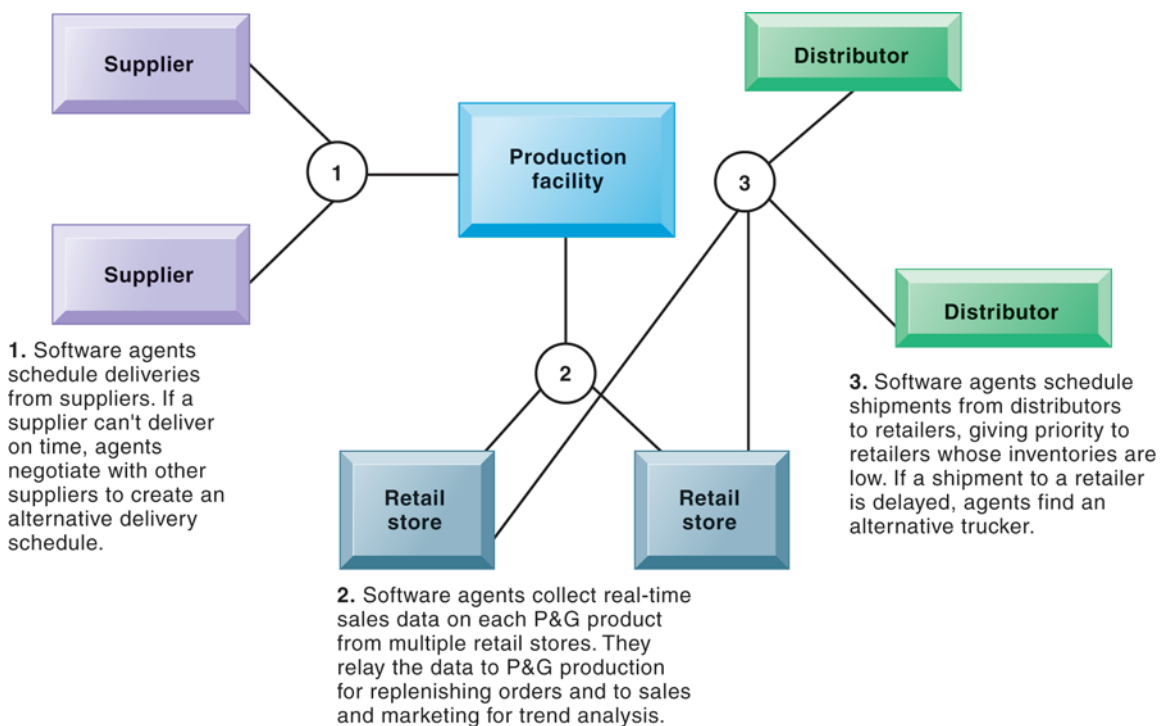 Supplier
Distributor
Production
facility
1
3
Supplier
Distributor
2
1. Software agents
schedule deliveries
from suppliers. If a
supplier can't deliver
on time, agents
negotiate with other
suppliers to create an
alternative delivery
schedule.
3. Software agents schedule
shipments from distributors
to retailers, giving priority to
retailers whose inventories are
low. If a shipment to a retailer
is delayed, agents find an
alternative trucker.
Retail
store
Retail
store
2. Software agents collect real-time
sales data on each P&G product
from multiple retail stores. They
relay the data to P&G production
for replenishing orders and to sales
and marketing for trend analysis.